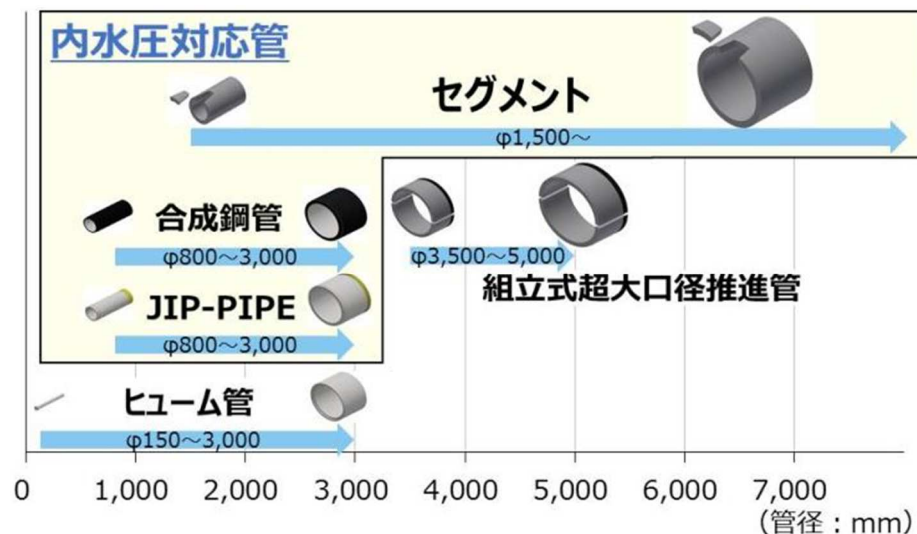 内水圧対応管
セグメント
φ1,500～
合成鋼管
φ800～3,000
φ3,500～5,000
組立式超大口径推進管
JIP-PIPE
φ800～3,000
ヒューム管
φ150～3,000
0 1,000 2,000 3,000 4,000 5,000 6,000 7,000
（管径：mm）